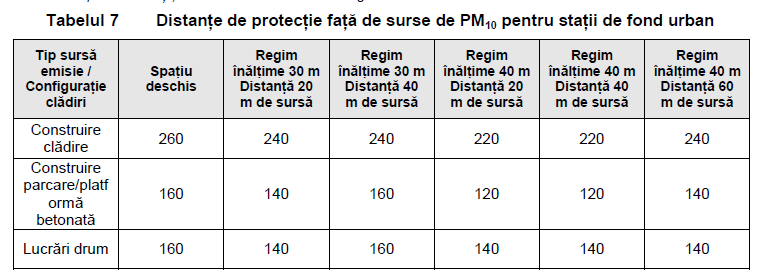 Tabelul 7 Distanțe de protecție față de surse de PM10 pentru stații de fond urban
Tip sursă emisie / Configurație clădiri | Spațiu deschis | Regim înălțime 30 m Distanță 20 m de sursă | Regim înălțime 30 m Distanță 40 m de sursă | Regim înălțime 40 m Distanță 20 m de sursă | Regim înălțime 40 m Distanță 40 m de sursă | Regim înălțime 40 m Distanță 60 m de sursă
Construire clădire | 260 | 240 | 240 | 220 | 220 | 240
Construire parcare/platformă betonată | 160 | 140 | 160 | 120 | 120 | 140
Lucrări drum | 160 | 140 | 160 | 140 | 140 | 140